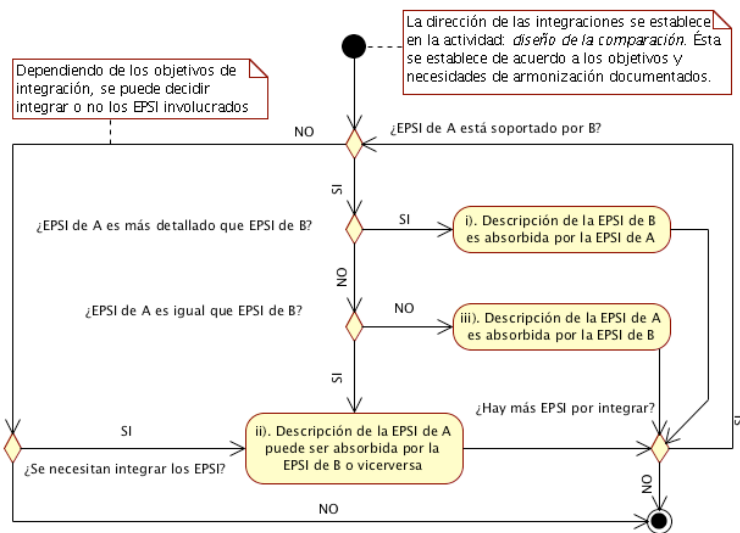 La dirección de las integraciones se establece
en la actividad: diseño de la comparación. Ésta
se establece de acuerdo a los objetivos y
necesidades de armonización documentados.
Dependiendo de los objetivos de
integración, se puede decidir
integrar o no los EPSI involucrados
NO
¿EPSI de A está soportado por B?
SI
¿EPSI de A es más detallado que EPSI de B?
SI
i). Descripción de la EPSI de B
es absorbida por la EPSI de A
NO
¿EPSI de A es igual que EPSI de B?
NO
iii). Descripción de la EPSI de A
es absorbida por la EPSI de B
SI
¿Hay más EPSI por integrar?
SI
SI
ii). Descripción de la EPSI de A
puede ser absorbida por la
EPSI de B o vicerversa
¿Se necesitan integrar los EPSI?
NO
NO